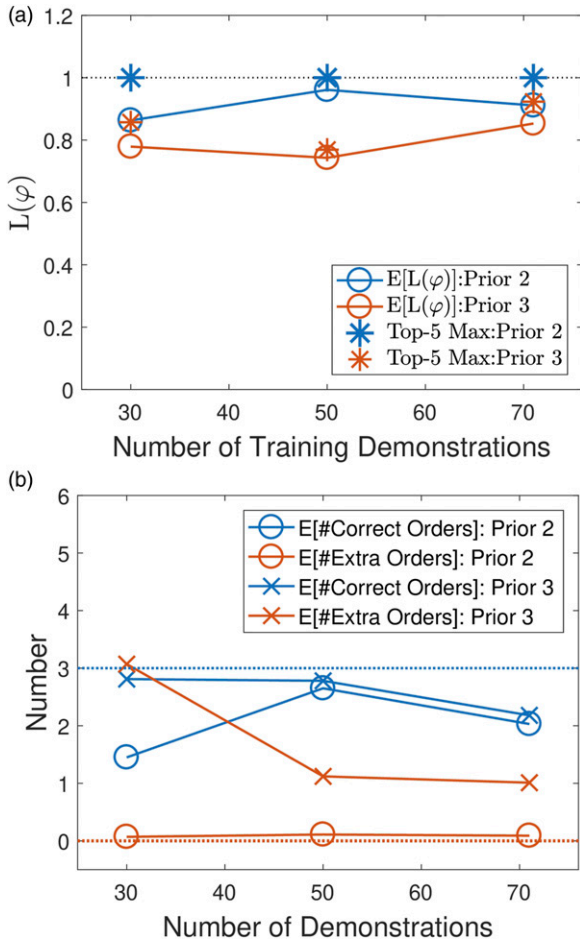 (a)
1.2
1
0.8
0.6
0.4
0.2
0
L(φ)
E[L(φ)]:Prior 2
E[L(φ)]:Prior 3
Top-5 Max:Prior 2
Top-5 Max:Prior 3
30 40 50 60 70
Number of Training Demonstrations
(b)
6
5
4
3
2
1
0
Number
E[#Correct Orders]: Prior 2
E[#Extra Orders]: Prior 2
E[#Correct Orders]: Prior 3
E[#Extra Orders]: Prior 3
30 40 50 60 70
Number of Demonstrations